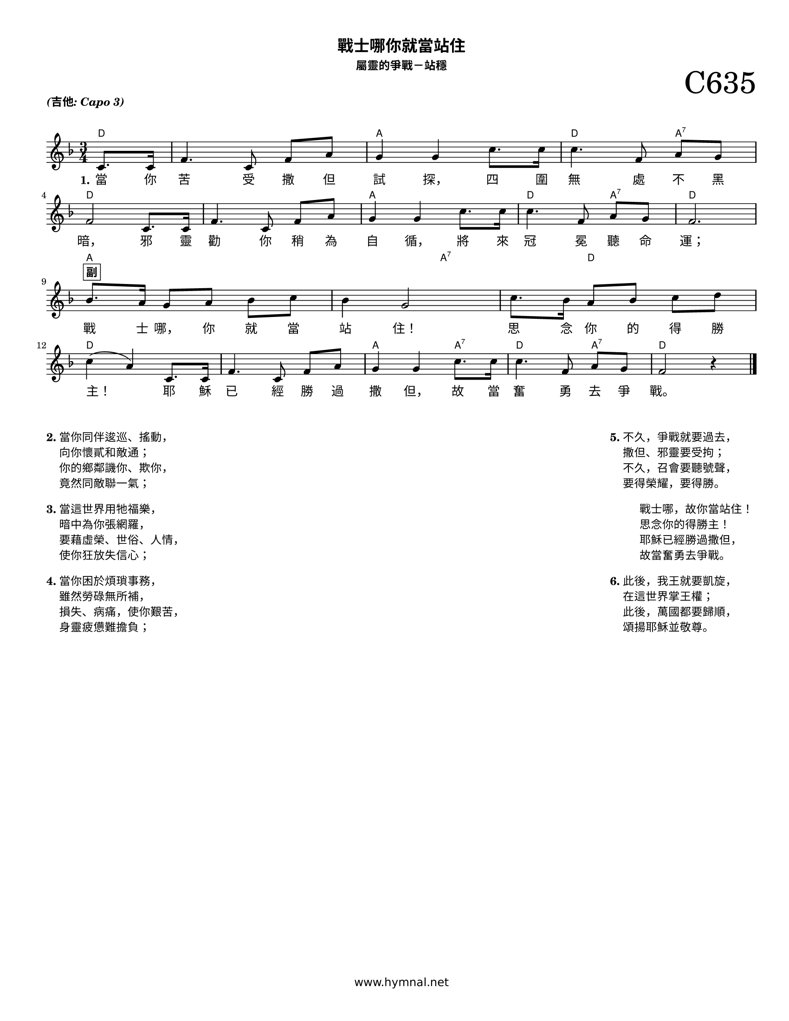 戰士哪你就當站住
屬靈的爭戰－站穩
C635
(吉他: Capo 3)
D A D A7
3
4
1. 當 你 苦 受 撒 但 試 探， 四 圍 無 處 不 黑
4 D A D A7 D
暗， 邪 靈 勸 你 稍 為 自 循， 將 來 冠 冕 聽 命 運；
A A7 D
副
9
戰 士 哪， 你 就 當 站 住！ 思 念 你 的 得 勝
12 D A A7 D A7 D
主！ 耶 穌 已 經 勝 過 撒 但， 故 當 奮 勇 去 爭 戰。
2. 當你同伴逡巡、搖動，
向你懷貳和敵通；
你的鄉鄰譏你、欺你，
竟然同敵聯一氣；
3. 當這世界用牠福樂，
暗中為你張網羅，
要藉虛榮、世俗、人情，
使你狂放失信心；
4. 當你困於煩瑣事務，
雖然勞碌無所補，
損失、病痛，使你艱苦，
身靈疲憊難擔負；
5. 不久，爭戰就要過去，
撒但、邪靈要受拘；
不久，召會要聽號聲，
要得榮耀，要得勝。
戰士哪，故你當站住！
思念你的得勝主！
耶穌已經勝過撒但，
故當奮勇去爭戰。
6. 此後，我王就要凱旋，
在這世界掌王權；
此後，萬國都要歸順，
頌揚耶穌並敬尊。
www.hymnal.net